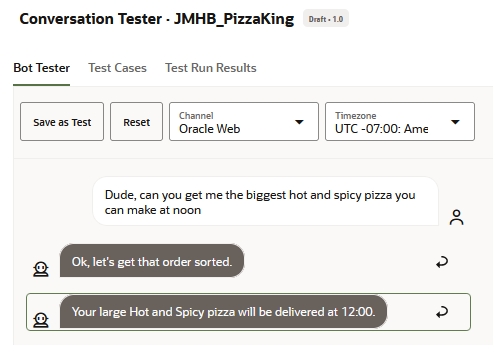 Conversation Tester · JMHB_PizzaKing Draft • 1.0
Bot Tester Test Cases Test Run Results
Save as Test Reset Channel Oracle Web Timezone UTC -07:00: Ame
Dude, can you get me the biggest hot and spicy pizza you
can make at noon
Ok, let's get that order sorted.
Your large Hot and Spicy pizza will be delivered at 12:00.